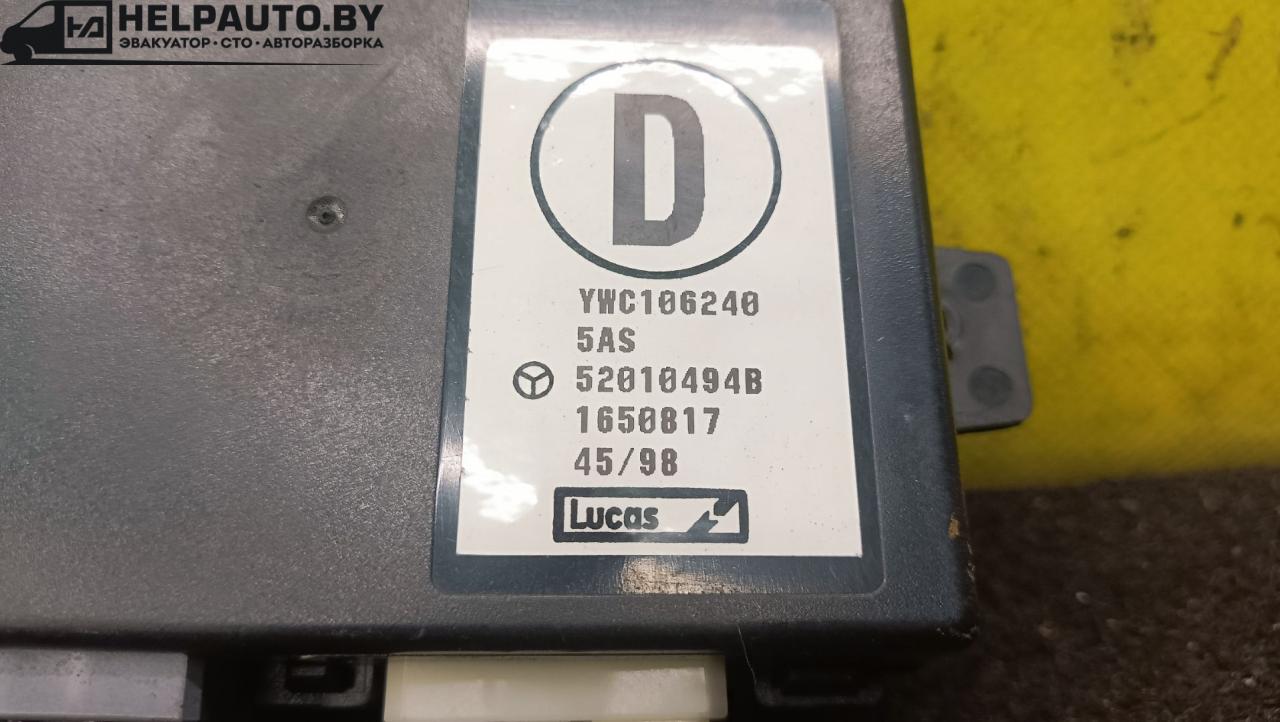 HELPAUTO.BY
ЭВАКУАТОР · СТО · АВТОРАЗБОРКА
D
YWC106240
5AS
52010494B
1650817
45/98
Lucas